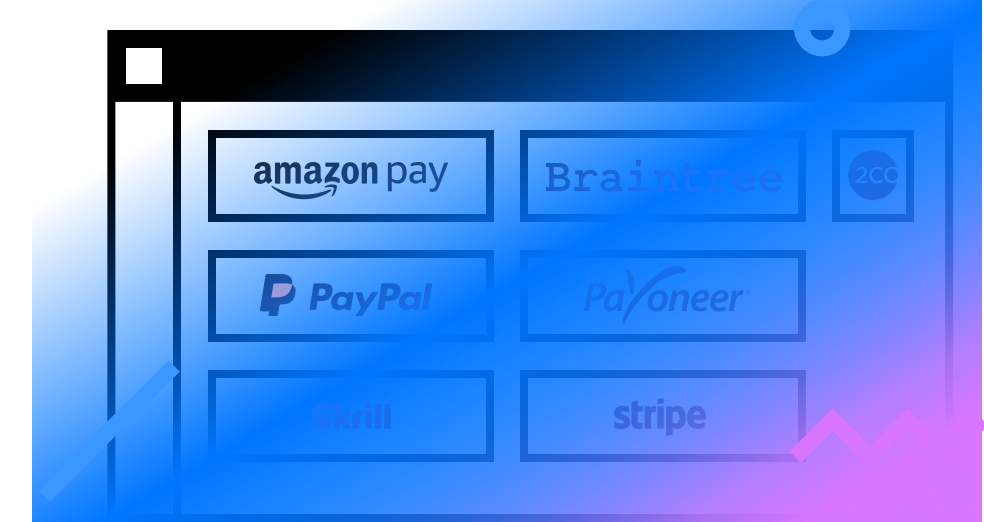 amazon pay
Braintree
2CO
PayPal
Payoneer
Skrill
stripe